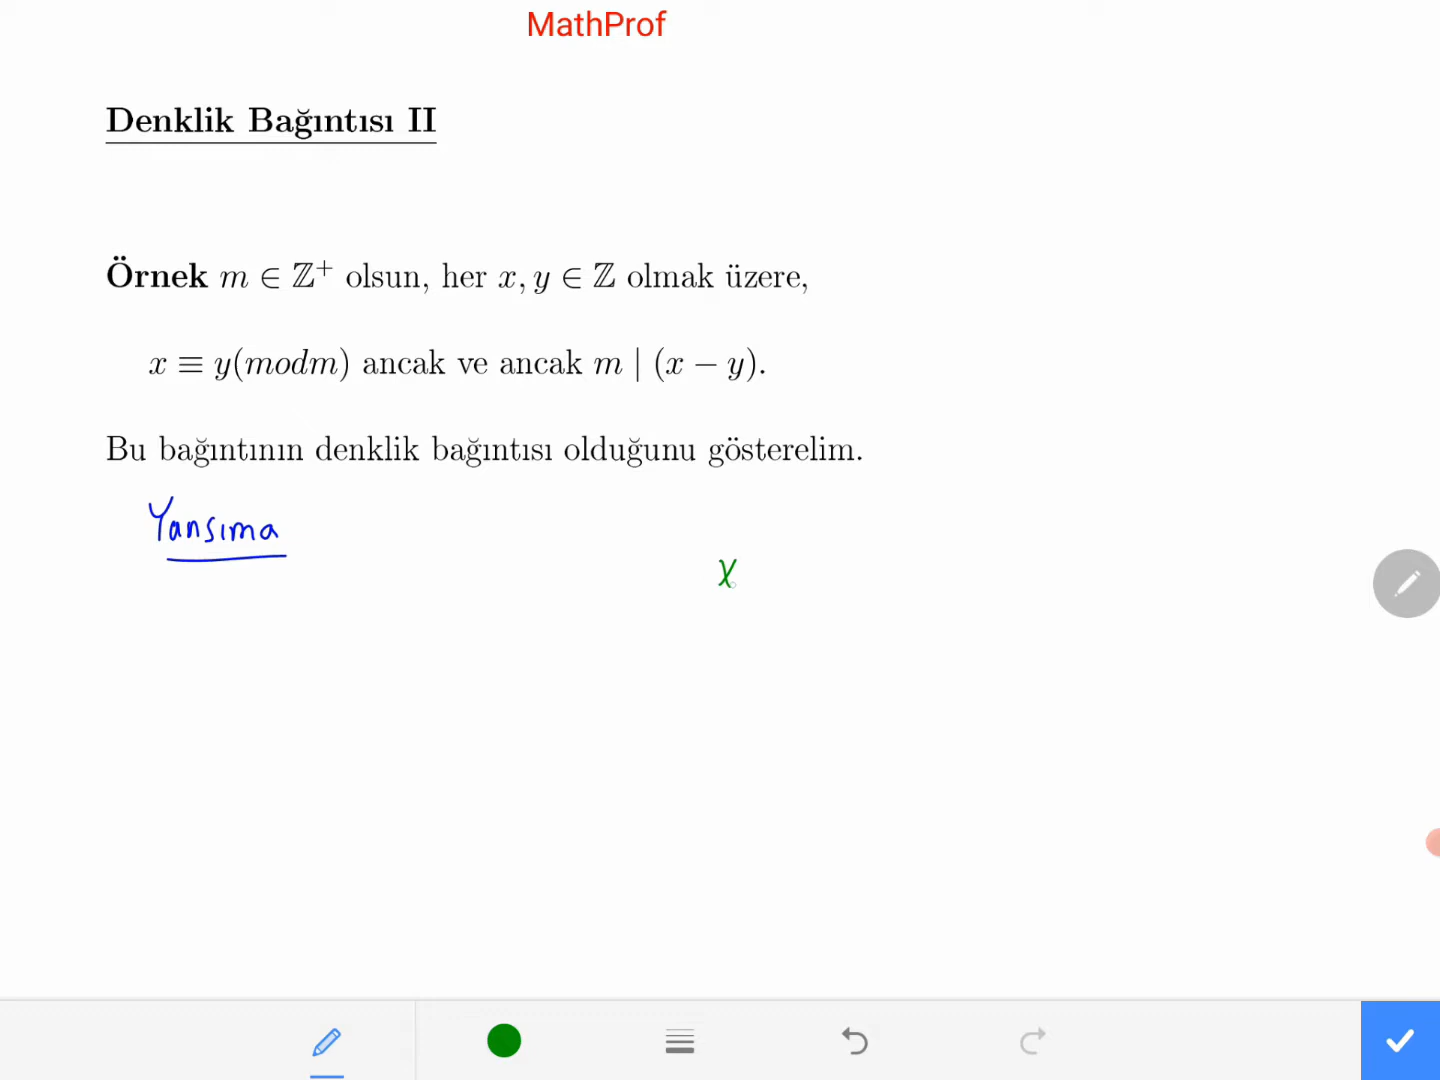 MathProf
Denklik Bağıntısı II
Örnek m ∈ ℤ⁺ olsun, her x, y ∈ ℤ olmak üzere,
x ≡ y(modm) ancak ve ancak m | (x − y).
Bu bağıntının denklik bağıntısı olduğunu gösterelim.
Yansıma
x